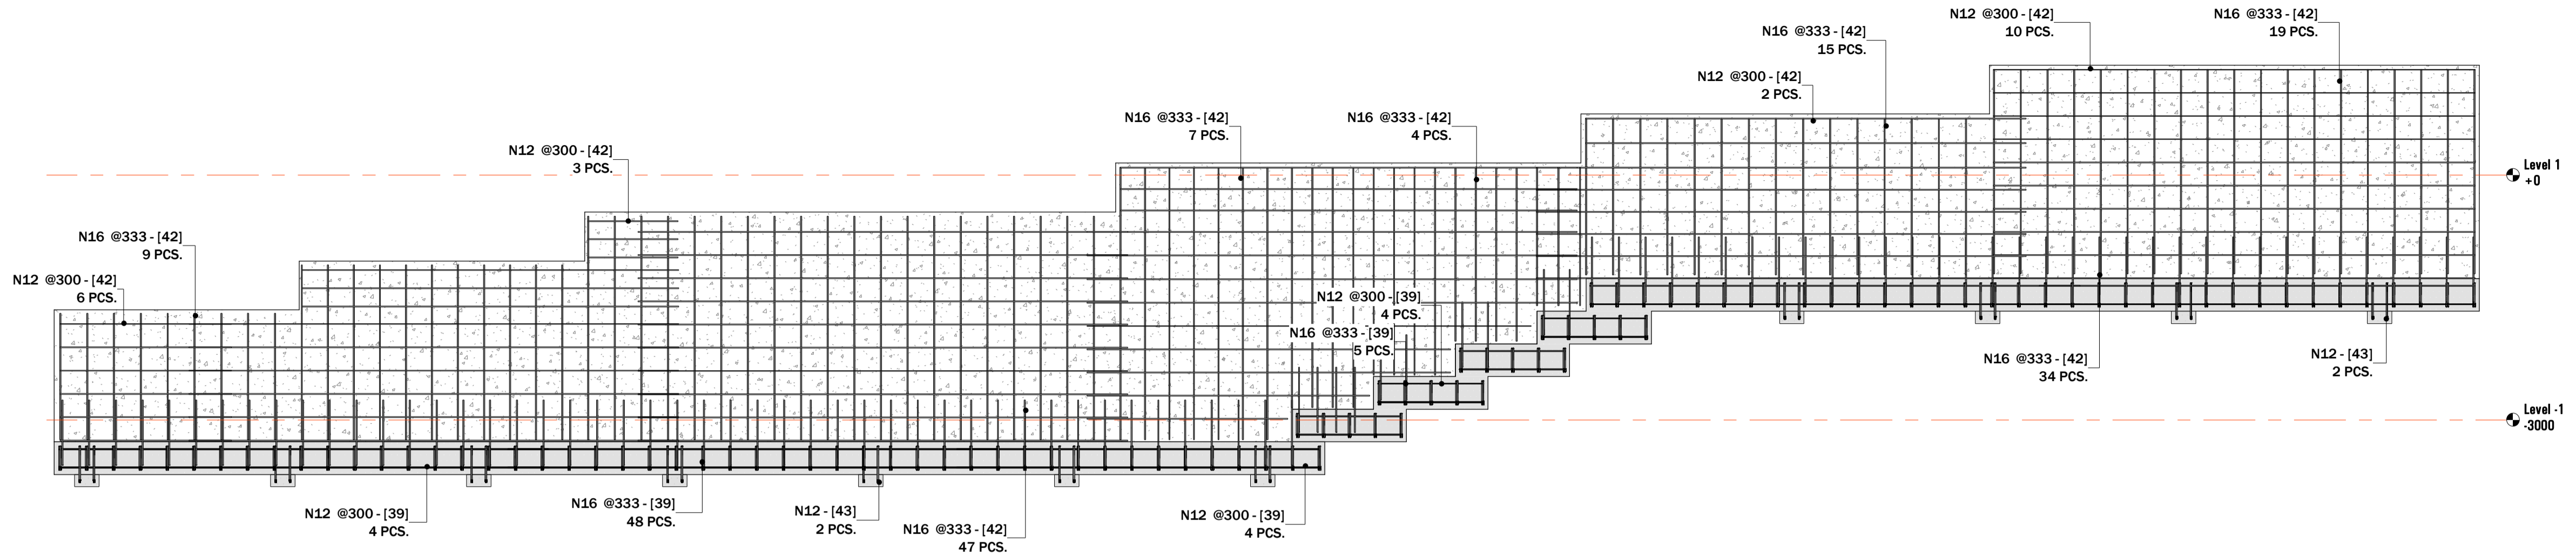 N12 @300 - [42]
10 PCS.
N16 @333 - [42]
19 PCS.
N16 @333 - [42]
15 PCS.
N12 @300 - [42]
2 PCS.
N16 @333 - [42]
7 PCS.
N16 @333 - [42]
4 PCS.
N12 @300 - [42]
3 PCS.
Level 1
+0
N16 @333 - [42]
9 PCS.
N12 @300 - [42]
6 PCS.
N12 @300 - [39]
4 PCS.
N16 @333 - [39]
5 PCS.
N16 @333 - [42]
34 PCS.
N12 - [43]
2 PCS.
Level -1
-3000
N12 @300 - [39]
4 PCS.
N16 @333 - [39]
48 PCS.
N12 - [43]
2 PCS.
N16 @333 - [42]
47 PCS.
N12 @300 - [39]
4 PCS.